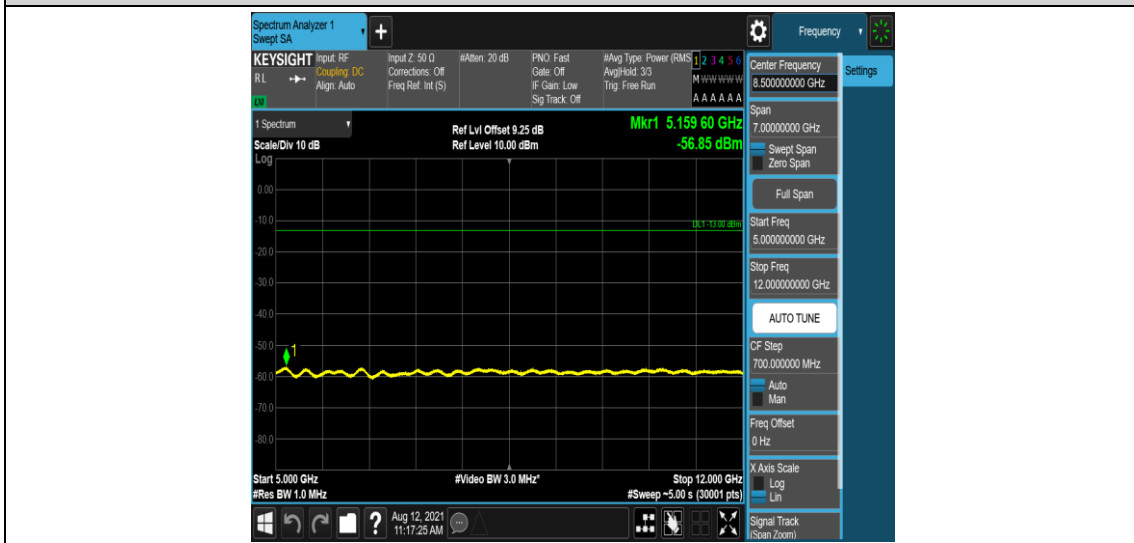 Spectrum Analyzer 1
Swept SA
+
Frequency
KEYSIGHT
RL
LXI
Input: RF
Coupling: DC
Align: Auto
Input Z: 50 Ω
Corrections: Off
Freq Ref: Int (S)
#Atten: 20 dB
PNO: Fast
Gate: Off
IF Gain: Low
Sig Track: Off
#Avg Type: Power (RMS
Avg|Hold: 3/3
Trig: Free Run
1 2 3 4 5 6
M W W W W W
A A A A A A
1 Spectrum
Scale/Div 10 dB
Ref Lvl Offset 9.25 dB
Ref Level 10.00 dBm
Mkr1 5.159 60 GHz
-56.85 dBm
Log
0.00
-10.0
DL1 -13.00 dBm
-20.0
-30.0
-40.0
-50.0
1
-60.0
-70.0
-80.0
Start 5.000 GHz
#Res BW 1.0 MHz
#Video BW 3.0 MHz*
Stop 12.000 GHz
#Sweep ~5.00 s (30001 pts)
Center Frequency
8.500000000 GHz
Settings
Span
7.00000000 GHz
Swept Span
Zero Span
Full Span
Start Freq
5.000000000 GHz
Stop Freq
12.000000000 GHz
AUTO TUNE
CF Step
700.000000 MHz
Auto
Man
Freq Offset
0 Hz
X Axis Scale
Log
Lin
Signal Track
(Span Zoom)
?
Aug 12, 2021
11:17:25 AM